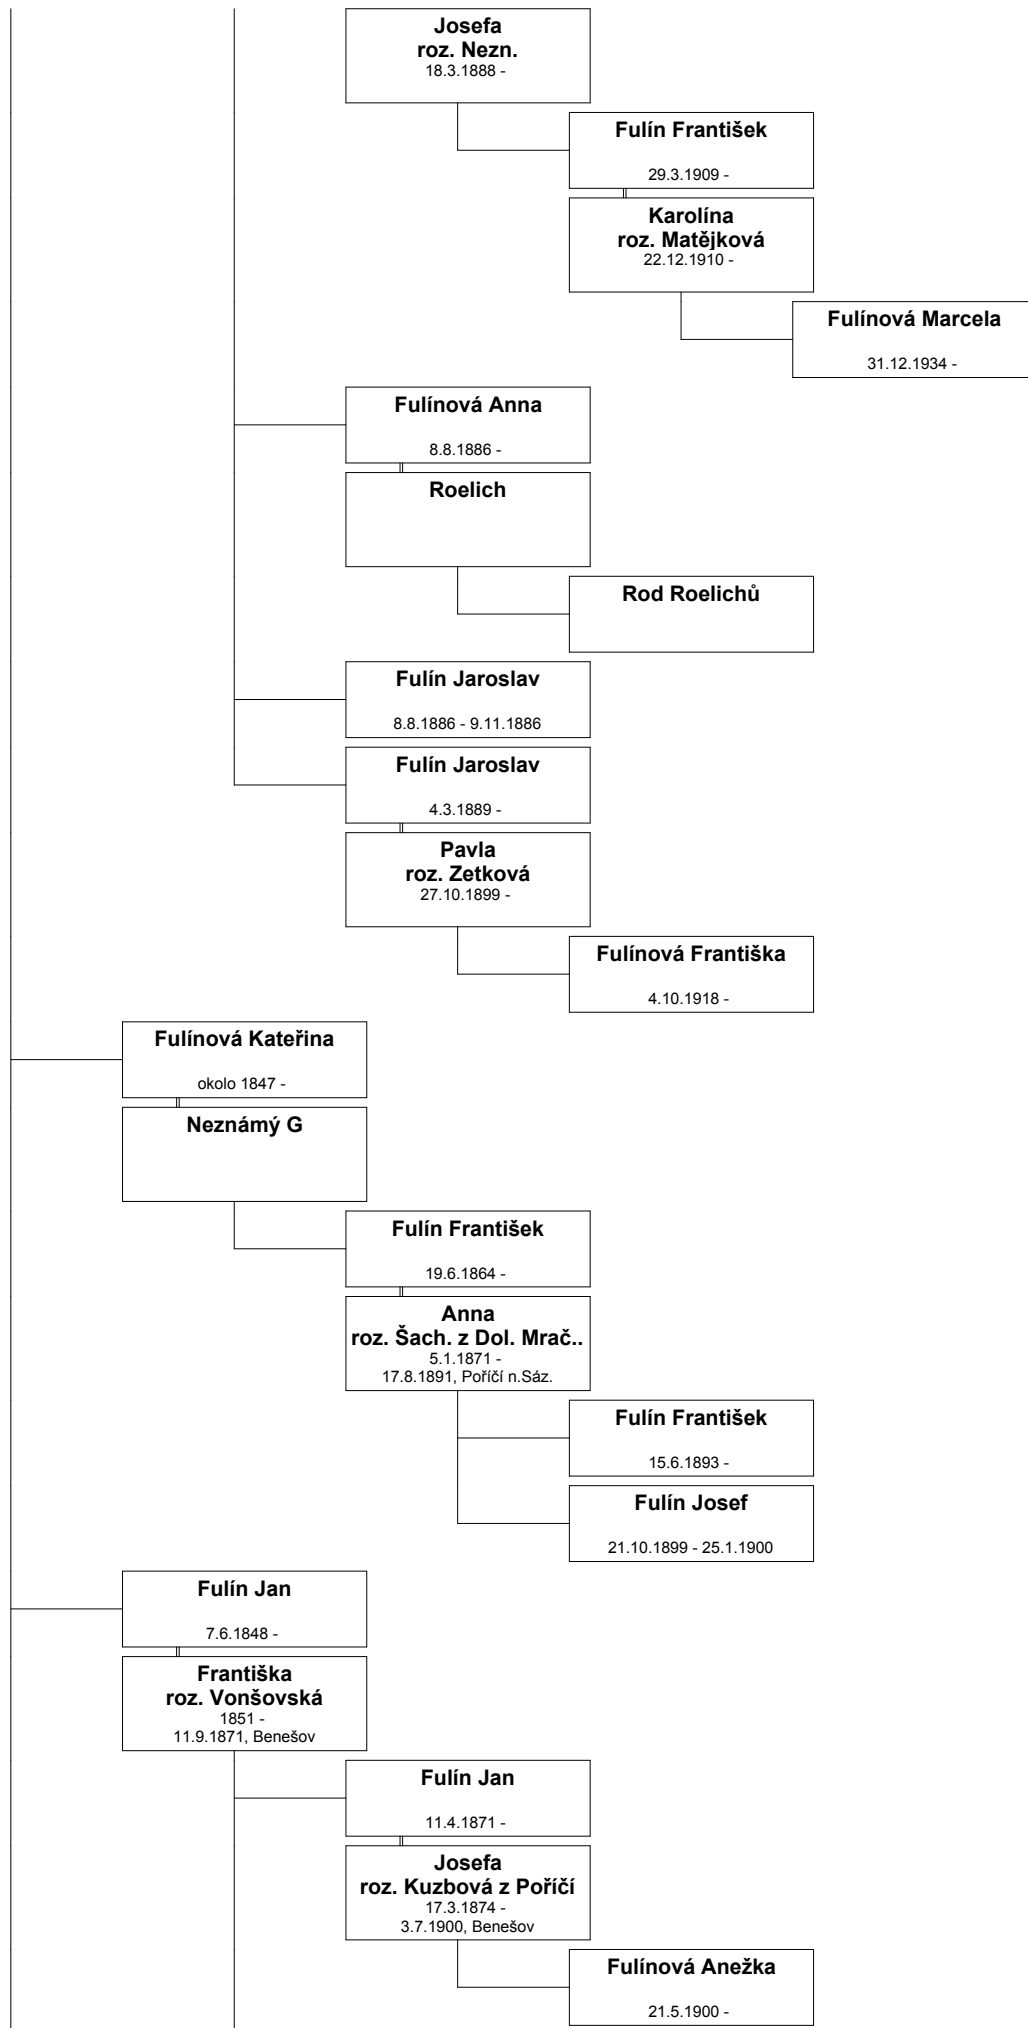 Josefa
roz. Nezn.
18.3.1888 -
Fulín František
29.3.1909 -
Karolína
roz. Matějková
22.12.1910 -
Fulínová Marcela
31.12.1934 -
Fulínová Anna
8.8.1886 -
Roelich
Rod Roelichů
Fulín Jaroslav
8.8.1886 - 9.11.1886
Fulín Jaroslav
4.3.1889 -
Pavla
roz. Zetková
27.10.1899 -
Fulínová Františka
4.10.1918 -
Fulínová Kateřina
okolo 1847 -
Neznámý G
Fulín František
19.6.1864 -
Anna
roz. Šach. z Dol. Mrač..
5.1.1871 -
17.8.1891, Poříčí n.Sáz.
Fulín František
15.6.1893 -
Fulín Josef
21.10.1899 - 25.1.1900
Fulín Jan
7.6.1848 -
Františka
roz. Vonšovská
1851 -
11.9.1871, Benešov
Fulín Jan
11.4.1871 -
Josefa
roz. Kuzbová z Poříčí
17.3.1874 -
3.7.1900, Benešov
Fulínová Anežka
21.5.1900 -